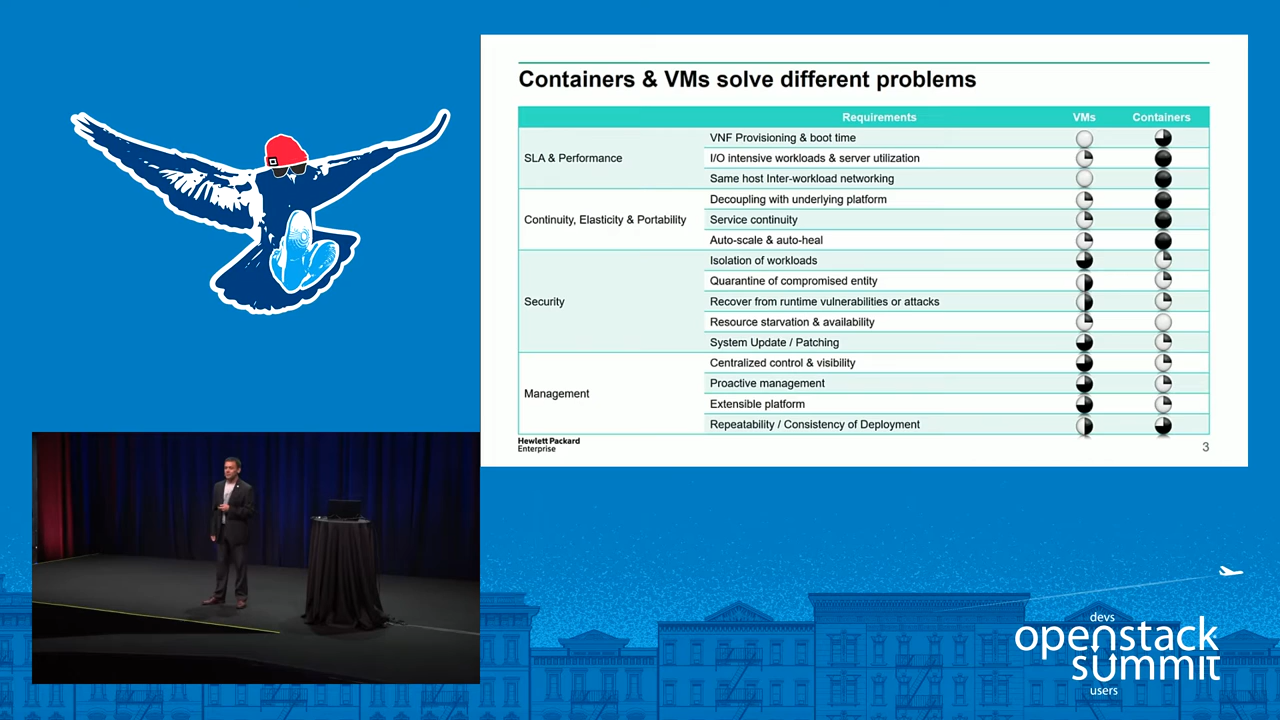 Containers & VMs solve different problems
Requirements VMs Containers
SLA & Performance
VNF Provisioning & boot time
I/O intensive workloads & server utilization
Same host Inter-workload networking
Continuity, Elasticity & Portability
Decoupling with underlying platform
Service continuity
Auto-scale & auto-heal
Security
Isolation of workloads
Quarantine of compromised entity
Recover from runtime vulnerabilities or attacks
Resource starvation & availability
System Update / Patching
Management
Centralized control & visibility
Proactive management
Extensible platform
Repeatability / Consistency of Deployment
Hewlett Packard
Enterprise
3
devs
openstack
summit
users